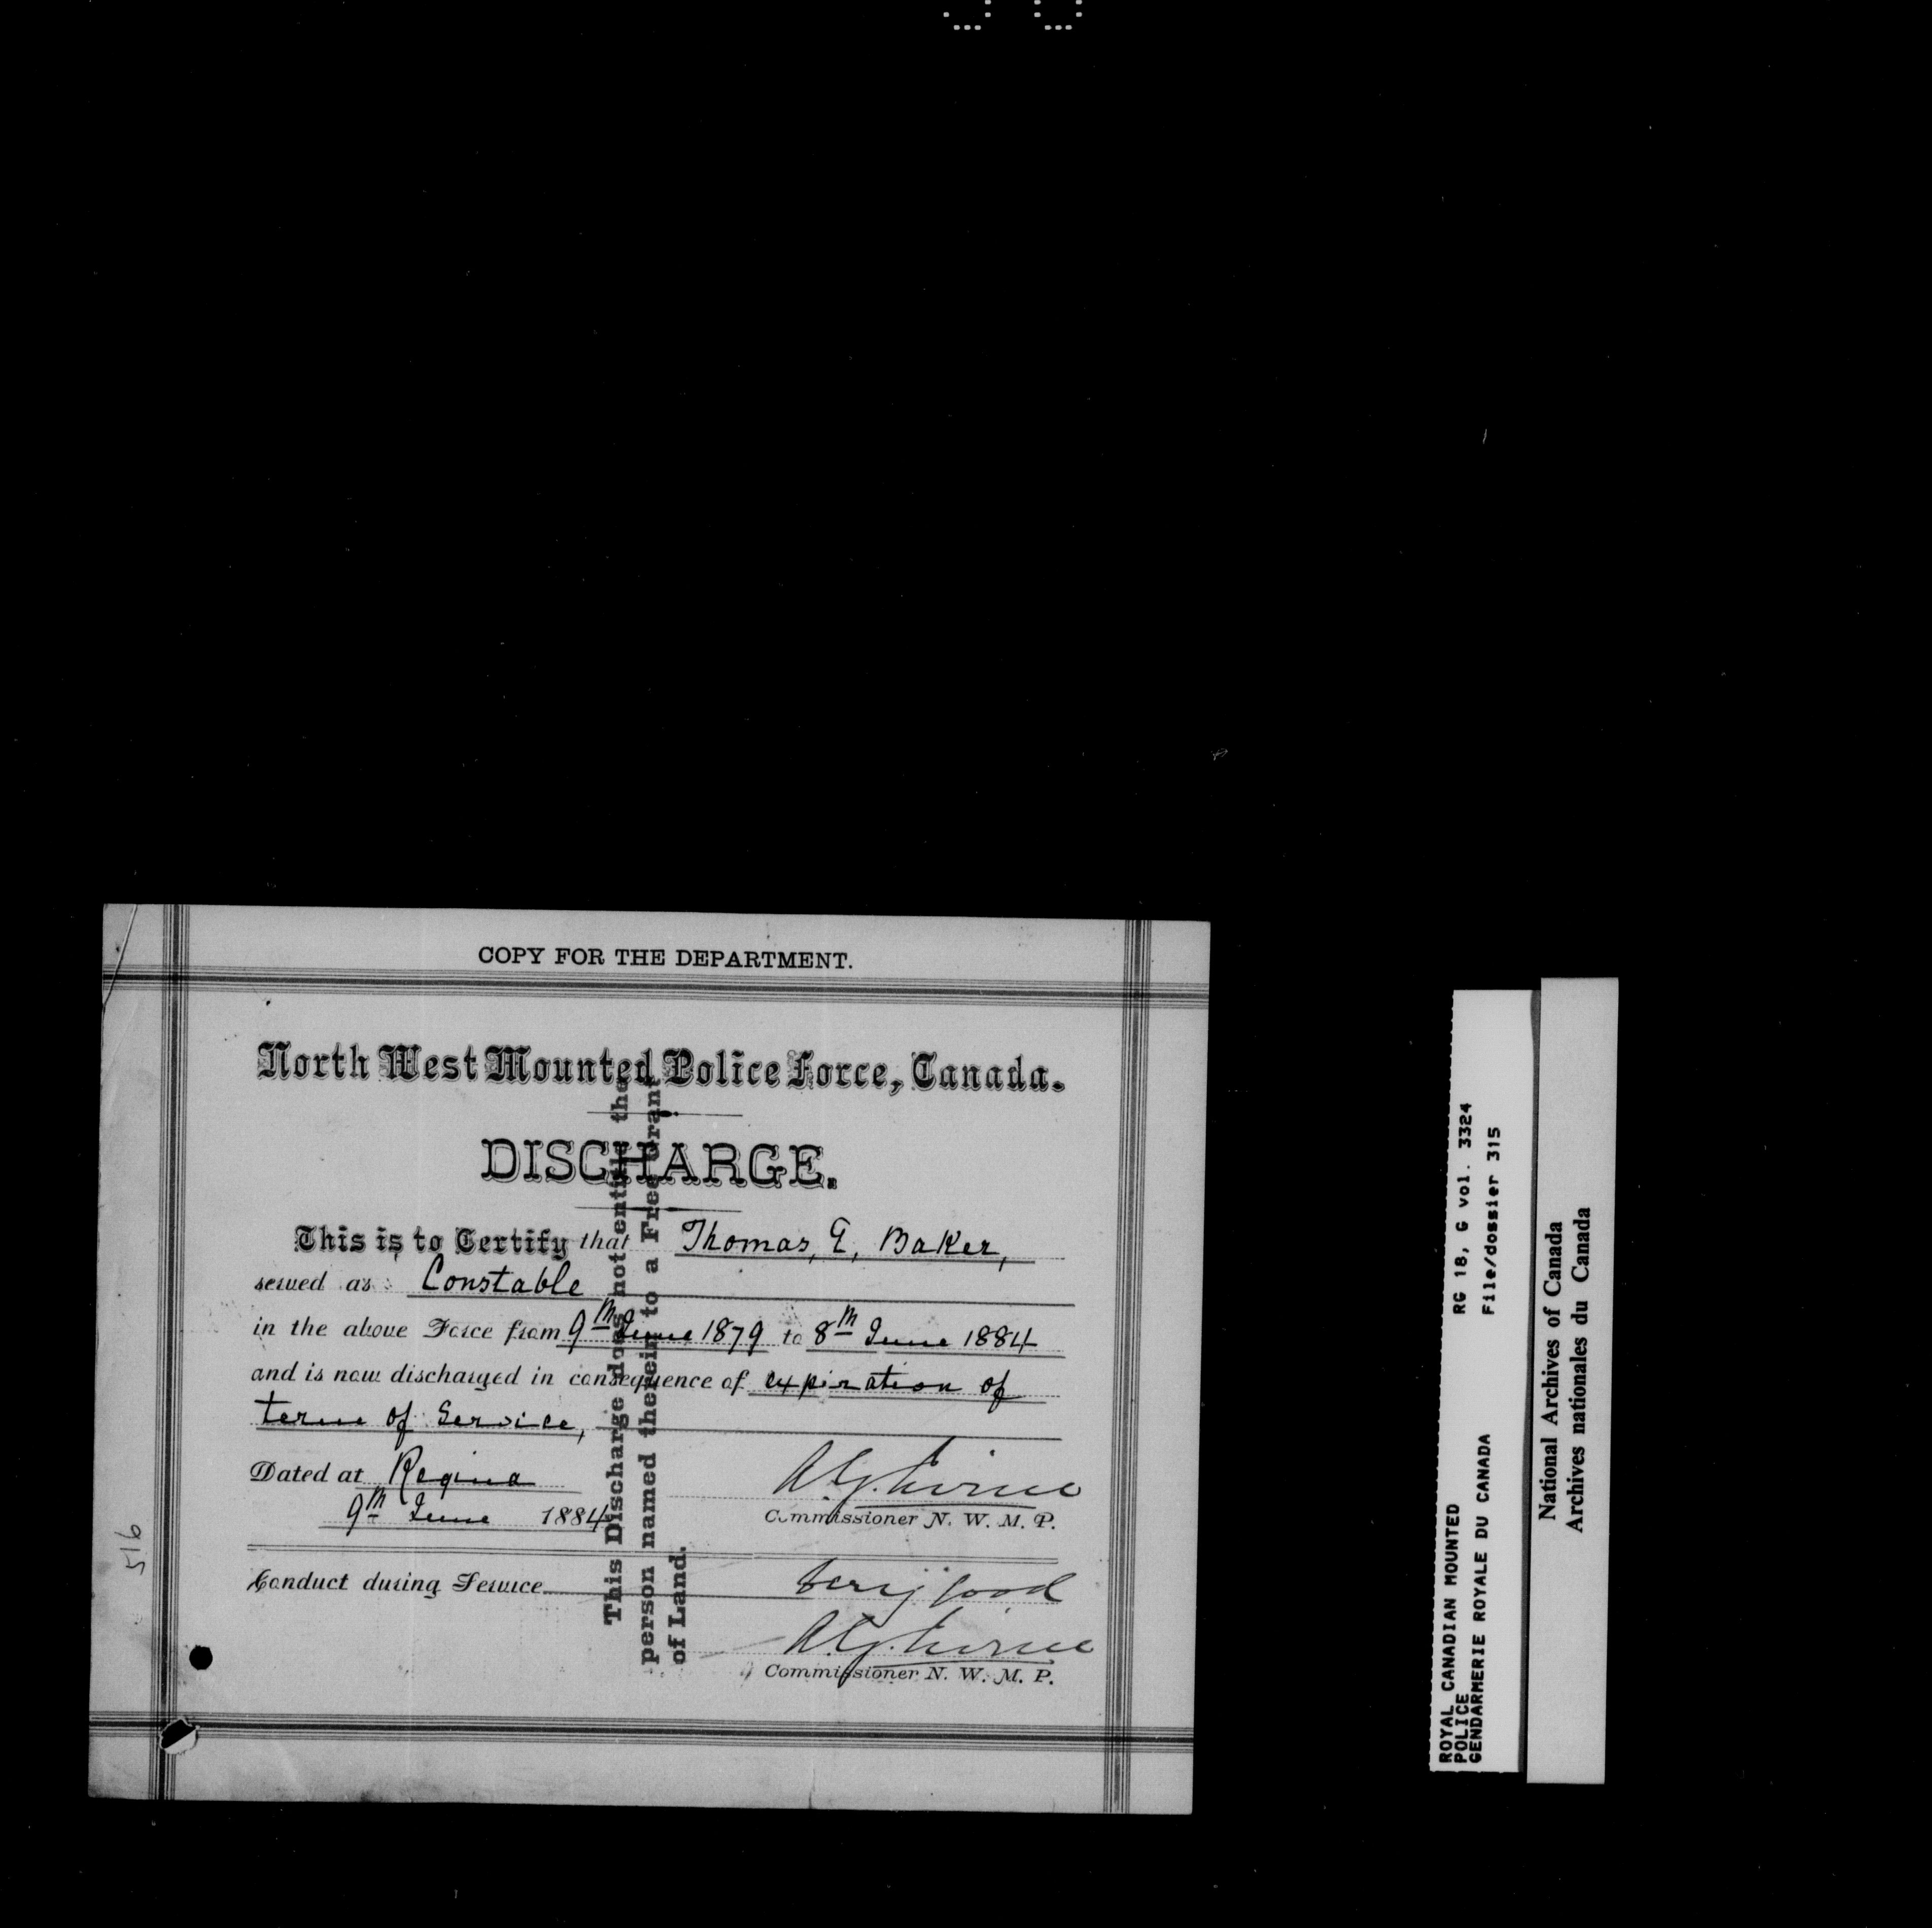 COPY FOR THE DEPARTMENT.
North West Mounted Police Force, Canada.
DISCHARGE.
This is to Certify that Thomas, E, Baker,
served as Constable
in the above Force from 9th June 1879 to 8th June 1884
and is now discharged in consequence of expiration of
term of Service,
Dated at Regina
9th June 1884
A.G. Irvine
Commissioner N. W. M. P.
Conduct during Service very good
A.G. Irvine
Commissioner N. W. M. P.
This Discharge does not entitle the
person named therein to a Free Grant
of Land.
516
ROYAL CANADIAN MOUNTED RG 18, G vol. 3324
POLICE
GENDARMERIE ROYALE DU CANADA File/dossier 315
National Archives of Canada
Archives nationales du Canada